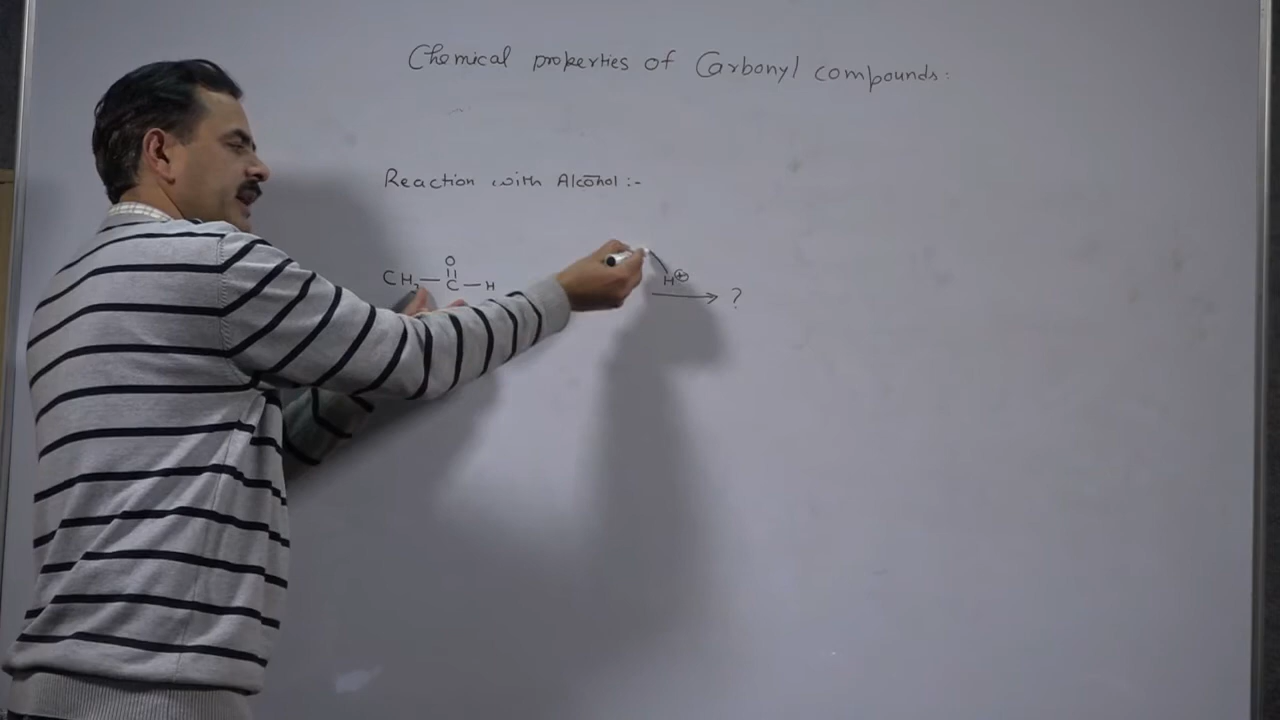 Chemical properties of Carbonyl compounds:
Reaction with Alcohol :-
O
CH₃—C—H
H⊕
→ ?